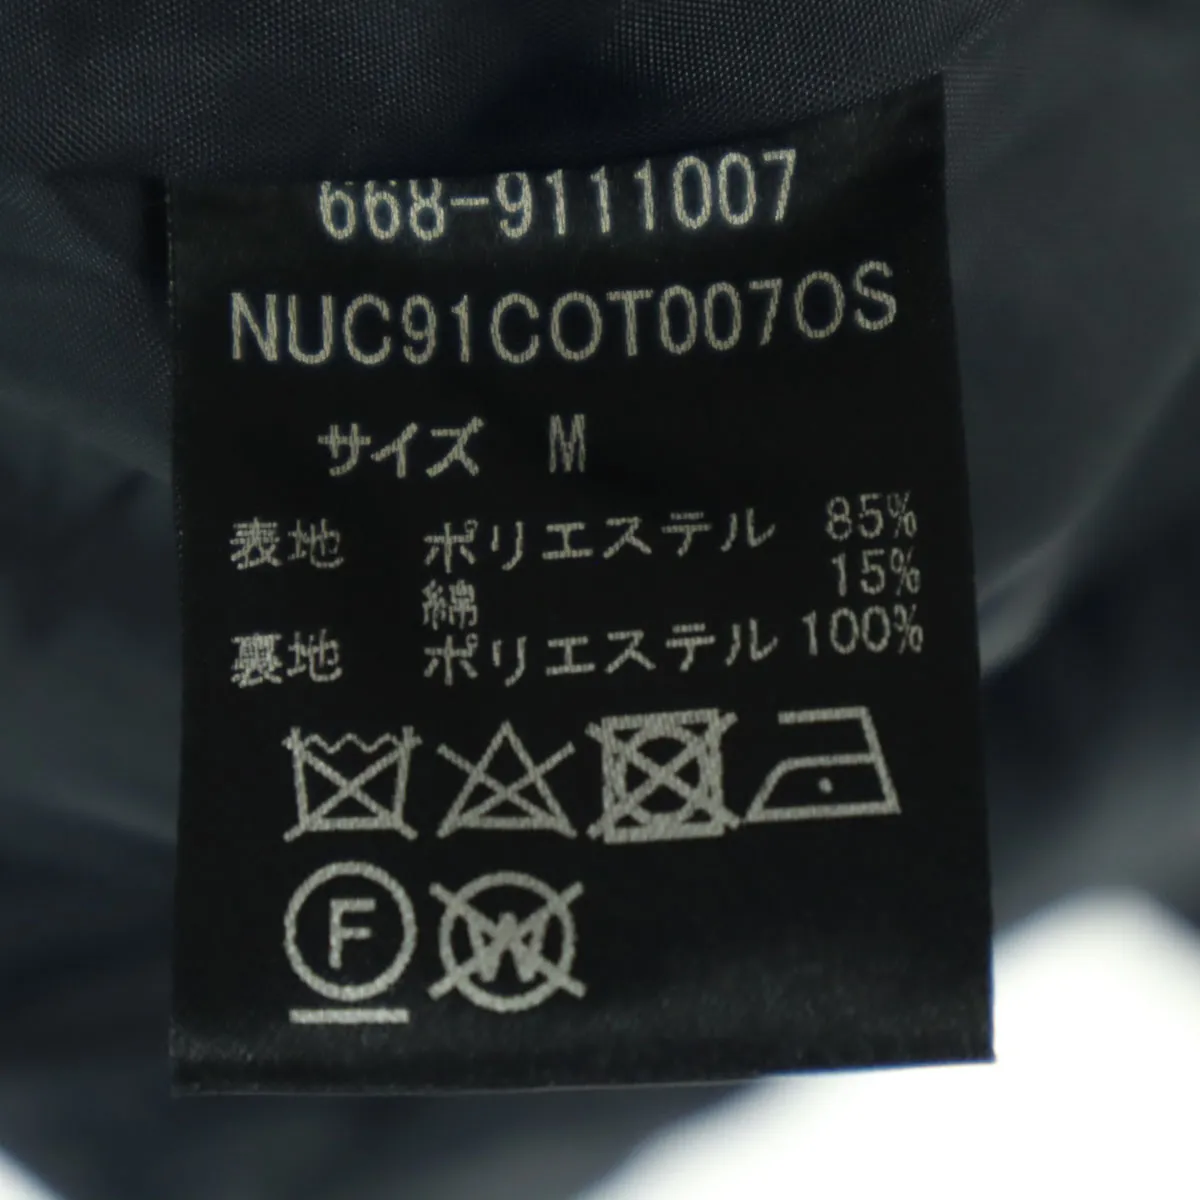 668-9111007
NUC91COT007OS
サイズ M
表地 ポリエステル 85%
綿 15%
裏地 ポリエステル 100%
F
W